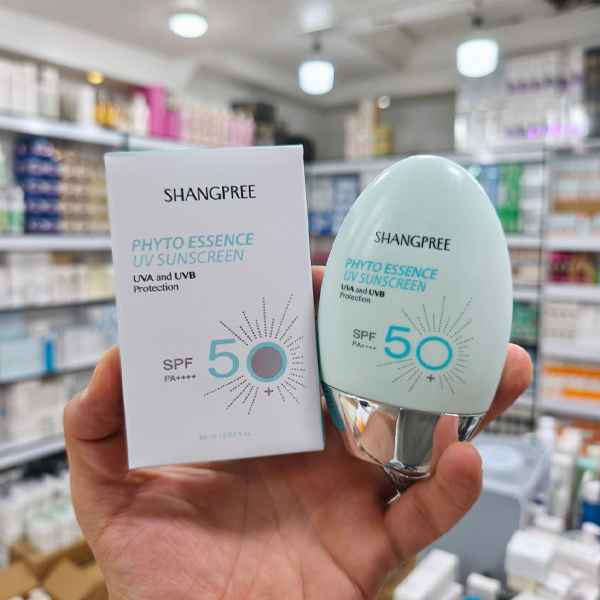 SHANGPREE
PHYTO ESSENCE
UV SUNSCREEN
UVA and UVB
Protection
SPF 50+
PA++++
SHANGPREE
PHYTO ESSENCE
UV SUNSCREEN
UVA and UVB
Protection
SPF 50+
PA++++